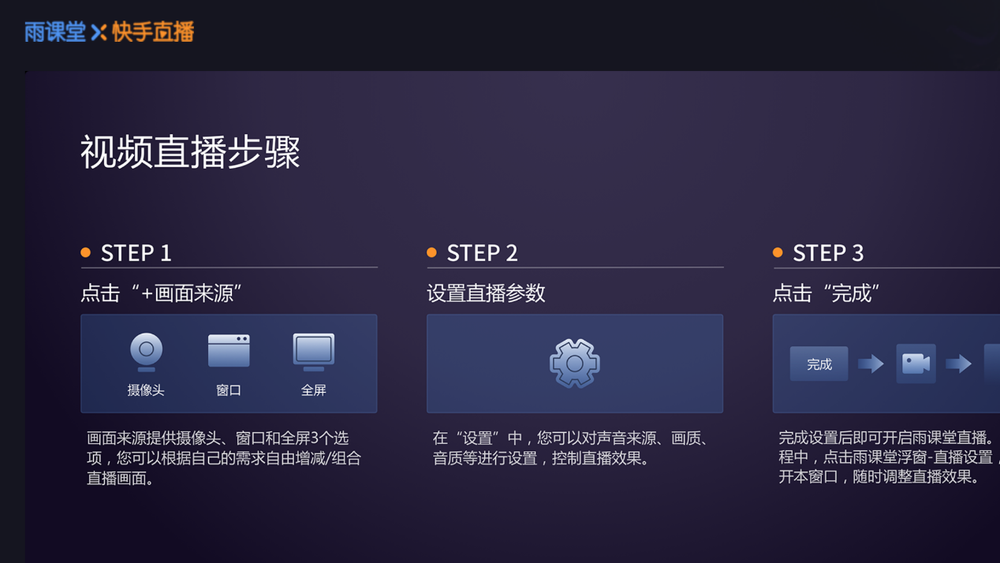 雨课堂 X 快手直播
视频直播步骤
STEP 1
点击“+画面来源”
摄像头
窗口
全屏
画面来源提供摄像头、窗口和全屏3个选
项，您可以根据自己的需求自由增减/组合
直播画面。
STEP 2
设置直播参数
在“设置”中，您可以对声音来源、画质、
音质等进行设置，控制直播效果。
STEP 3
点击“完成”
完成
完成设置后即可开启雨课堂直播。
程中，点击雨课堂浮窗-直播设置，
开本窗口，随时调整直播效果。